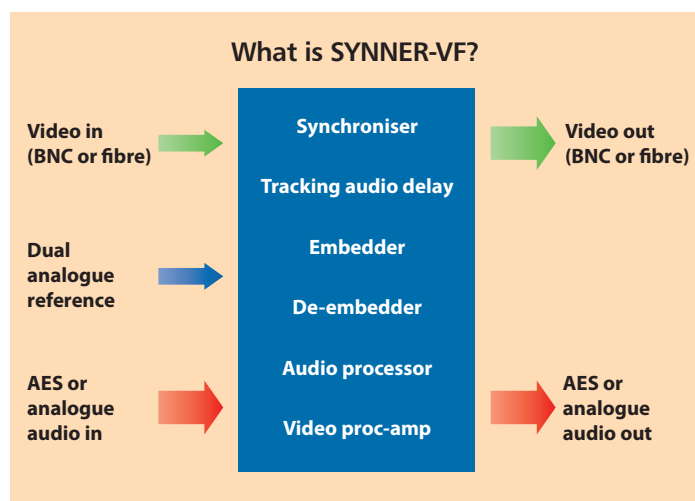 What is SYNNER-VF?
Video in
(BNC or fibre)
Dual
analogue
reference
AES or
analogue
audio in
Synchroniser
Tracking audio delay
Embedder
De-embedder
Audio processor
Video proc-amp
Video out
(BNC or fibre)
AES or
analogue
audio out